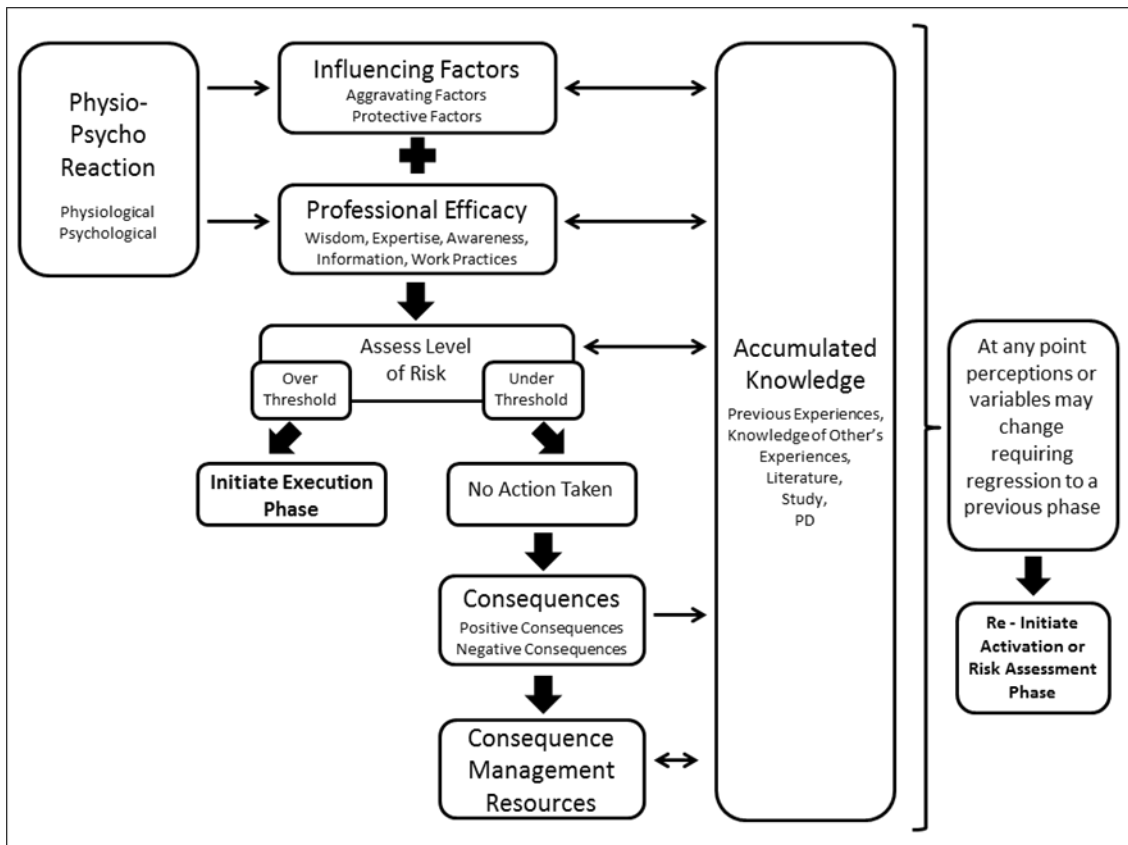 Physio-
Psycho
Reaction
Physiological
Psychological
Influencing Factors
Aggravating Factors
Protective Factors
Professional Efficacy
Wisdom, Expertise, Awareness,
Information, Work Practices
Assess Level
of Risk
Over
Threshold
Under
Threshold
Initiate Execution
Phase
No Action Taken
Consequences
Positive Consequences
Negative Consequences
Consequence
Management
Resources
Accumulated
Knowledge
Previous Experiences,
Knowledge of Other's
Experiences,
Literature,
Study,
PD
At any point
perceptions or
variables may
change
requiring
regression to a
previous phase
Re - Initiate
Activation or
Risk Assessment
Phase